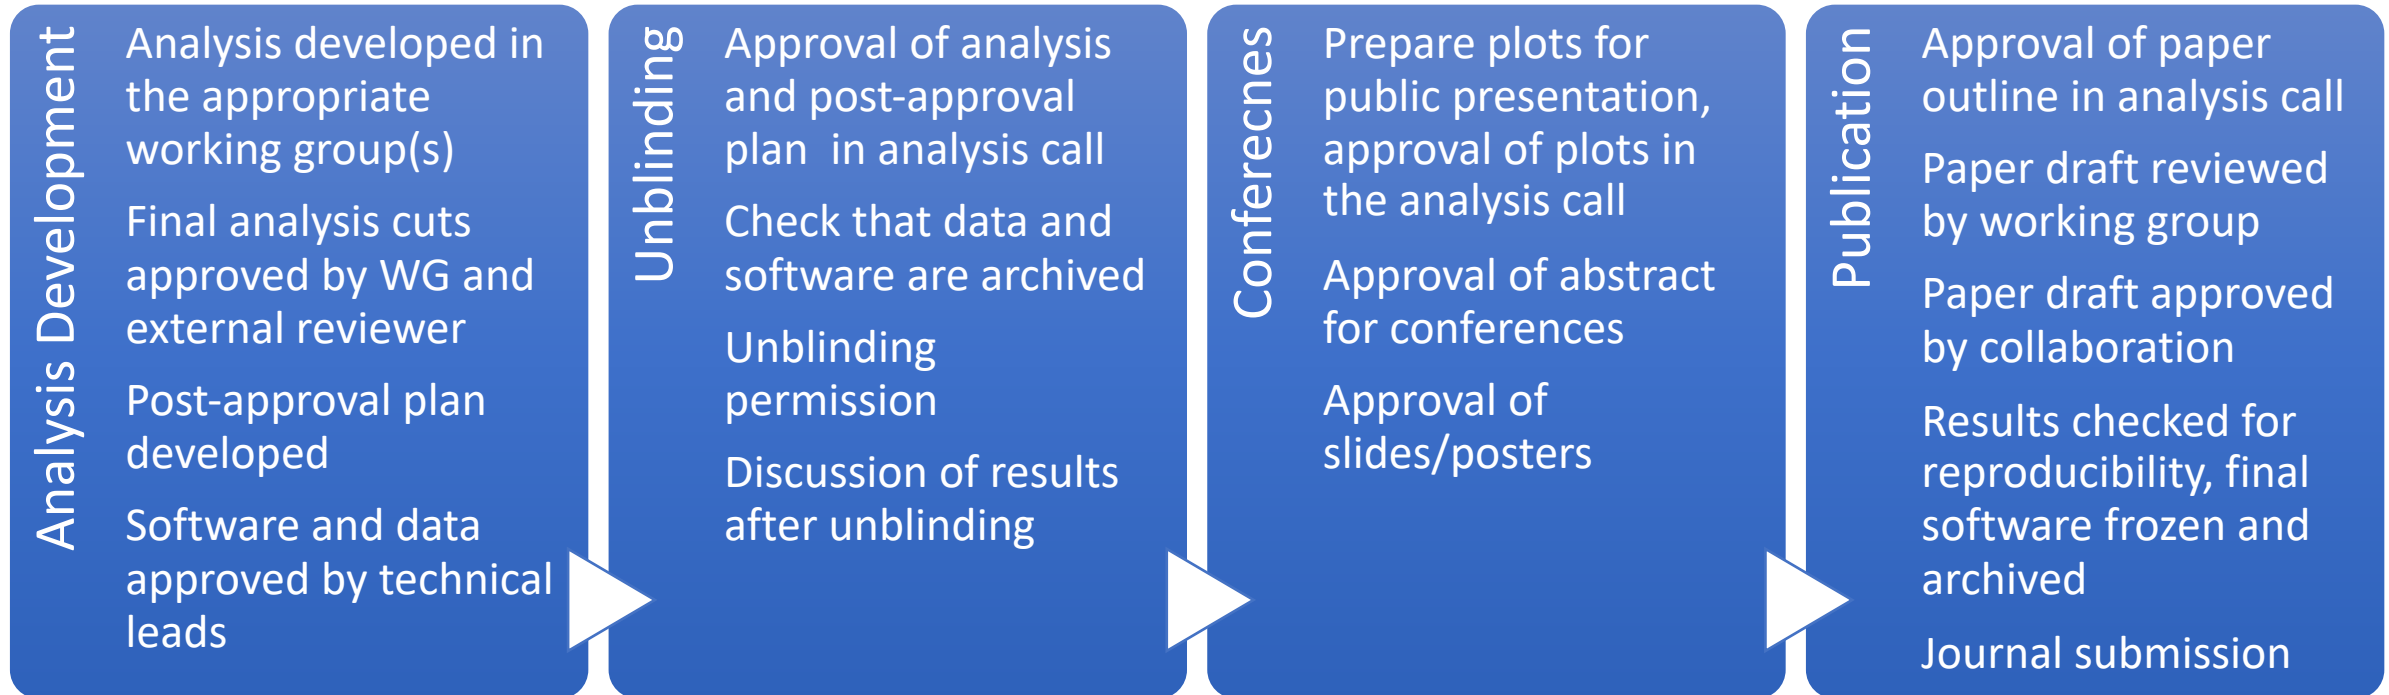 Analysis Development
Analysis developed in
the appropriate
working group(s)
Final analysis cuts
approved by WG and
external reviewer
Post-approval plan
developed
Software and data
approved by technical
leads
Unblinding
Approval of analysis
and post-approval
plan  in analysis call
Check that data and
software are archived
Unblinding
permission
Discussion of results
after unblinding
Conferecnes
Prepare plots for
public presentation,
approval of plots in
the analysis call
Approval of abstract
for conferences
Approval of
slides/posters
Publication
Approval of paper
outline in analysis call
Paper draft reviewed
by working group
Paper draft approved
by collaboration
Results checked for
reproducibility, final
software frozen and
archived
Journal submission